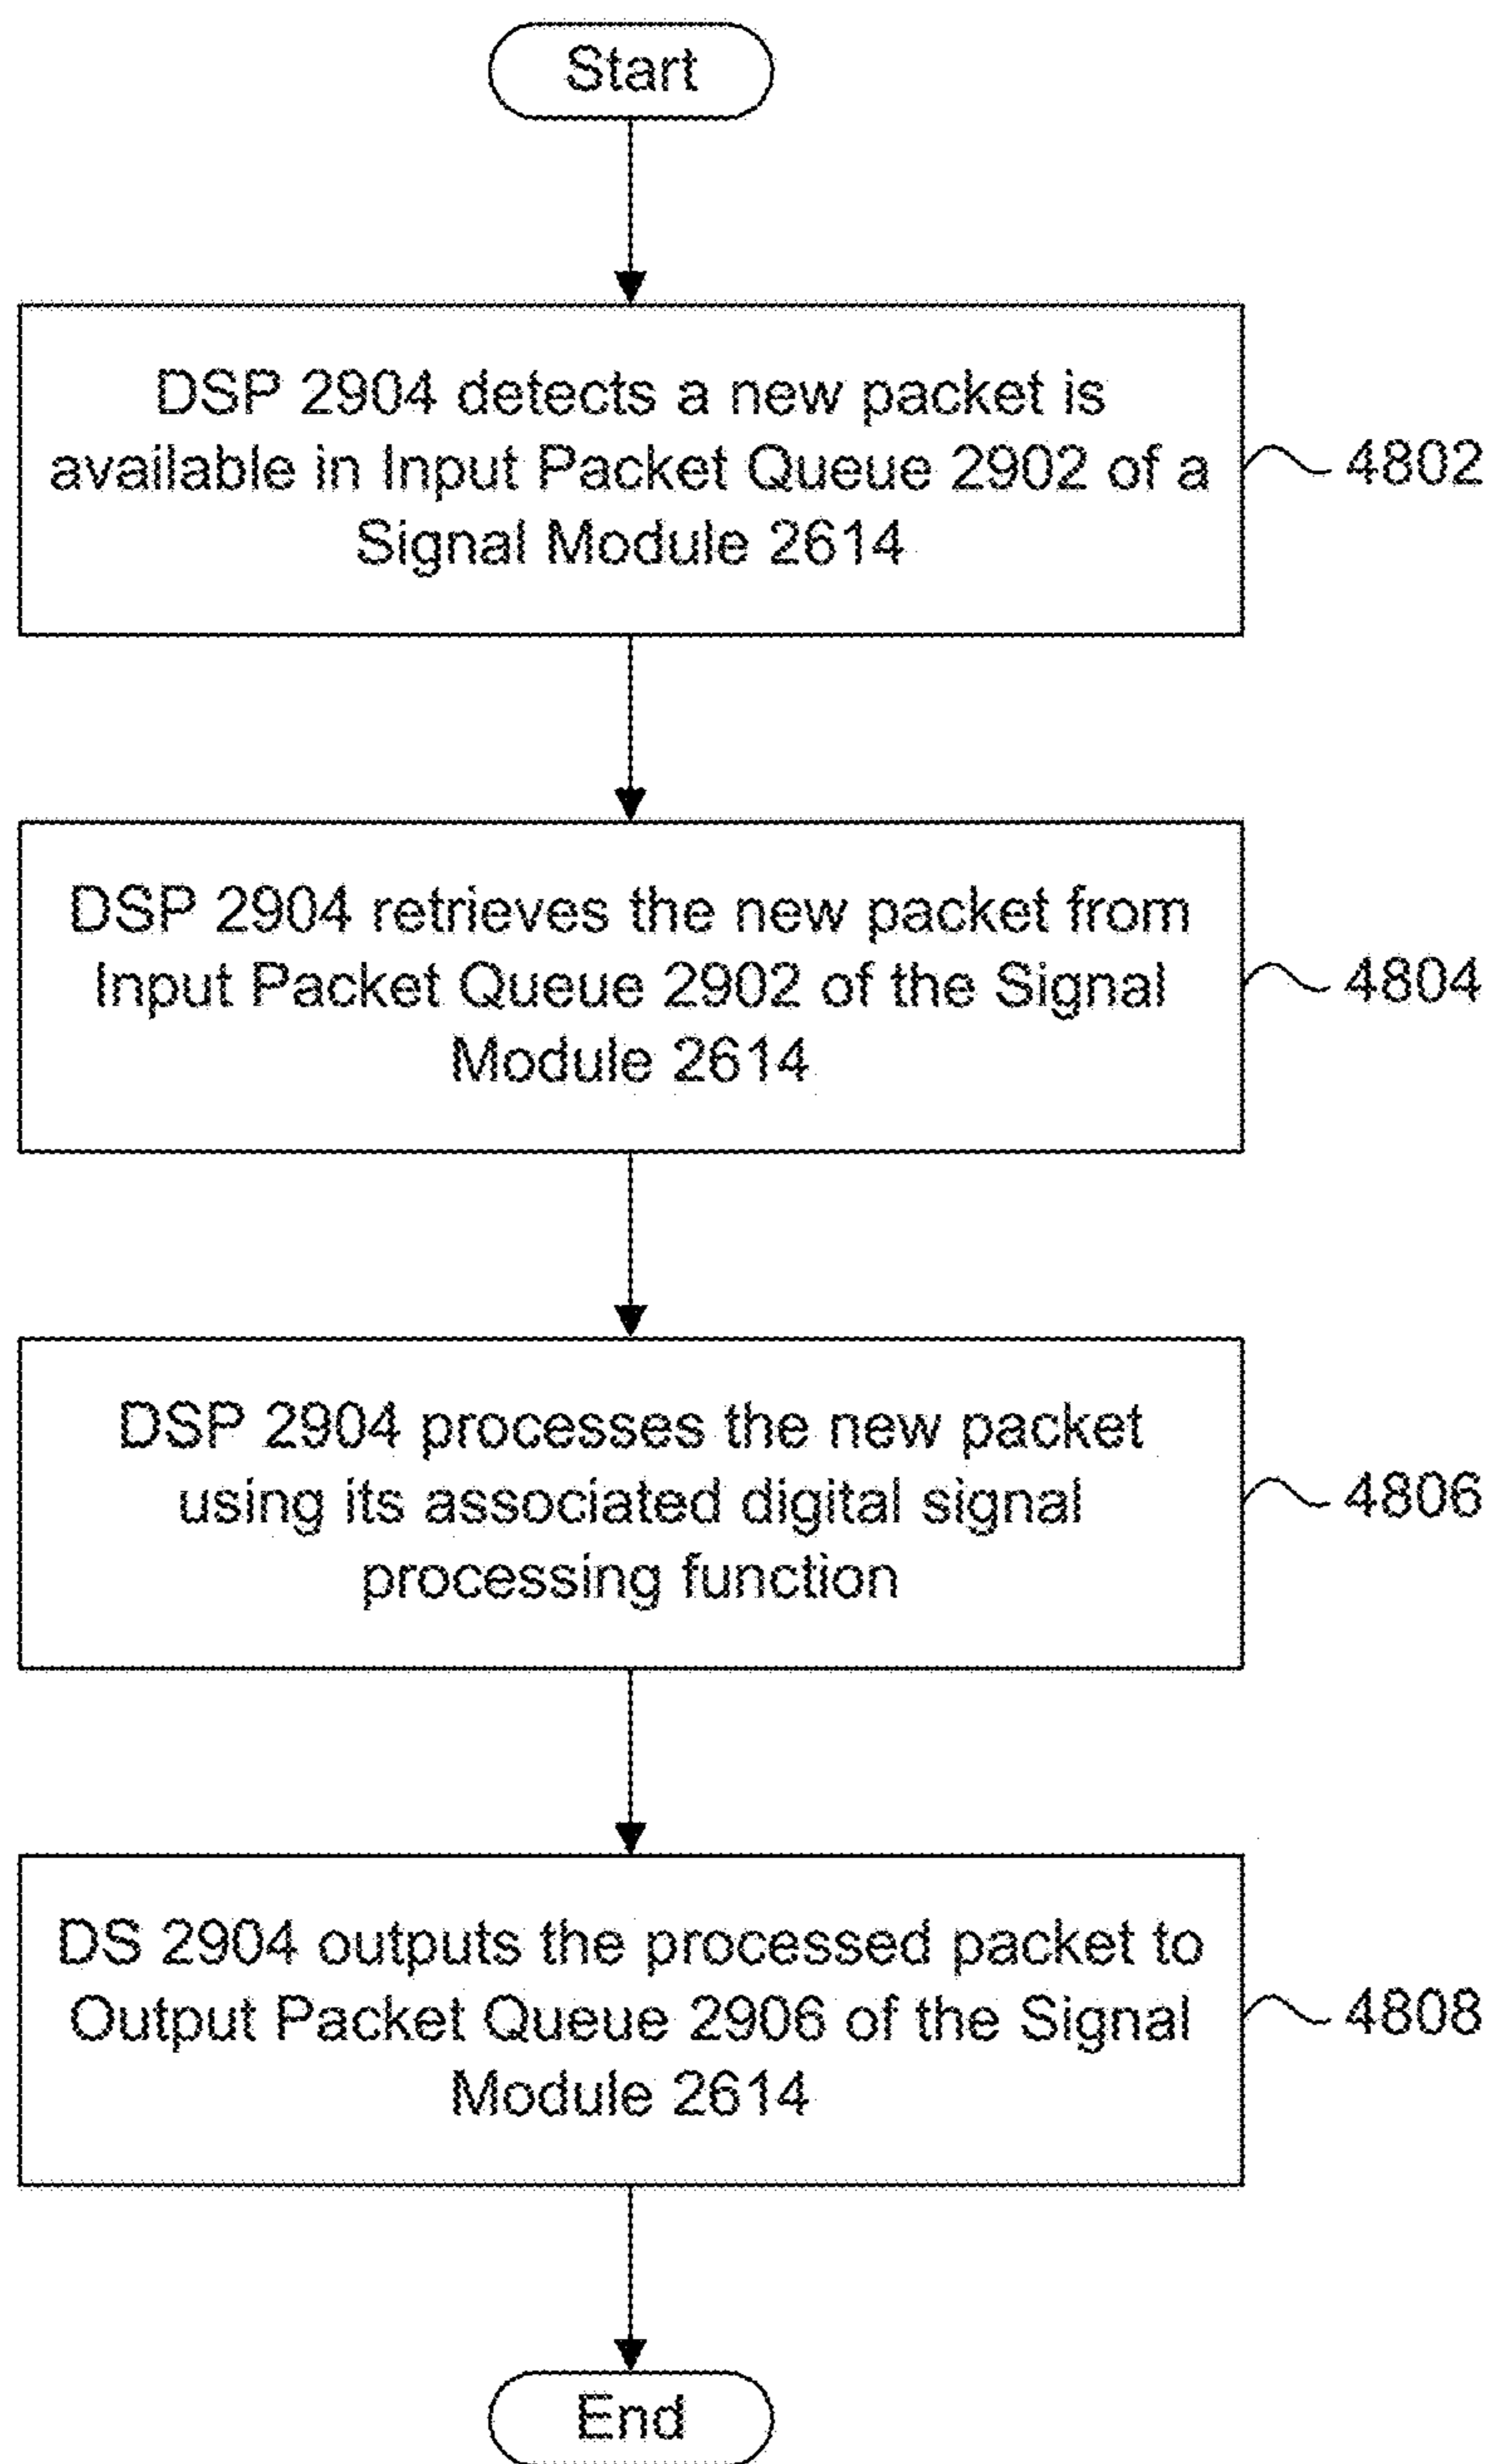 Start
DSP 2904 detects a new packet is
available in Input Packet Queue 2902 of a
Signal Module 2614
4802
DSP 2904 retrieves the new packet from
Input Packet Queue 2902 of the Signal
Module 2614
4804
DSP 2904 processes the new packet
using its associated digital signal
processing function
4806
DS 2904 outputs the processed packet to
Output Packet Queue 2906 of the Signal
Module 2614
4808
End